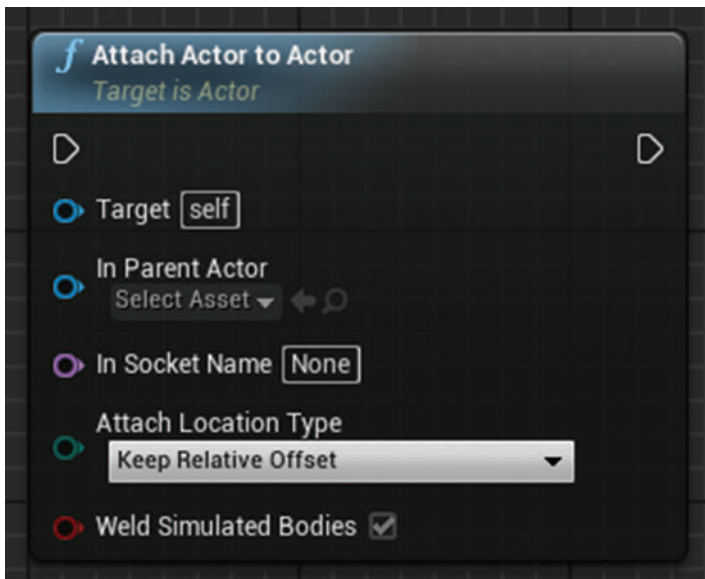 f Attach Actor to Actor
Target is Actor
Target self
In Parent Actor
Select Asset
In Socket Name None
Attach Location Type
Keep Relative Offset
Weld Simulated Bodies